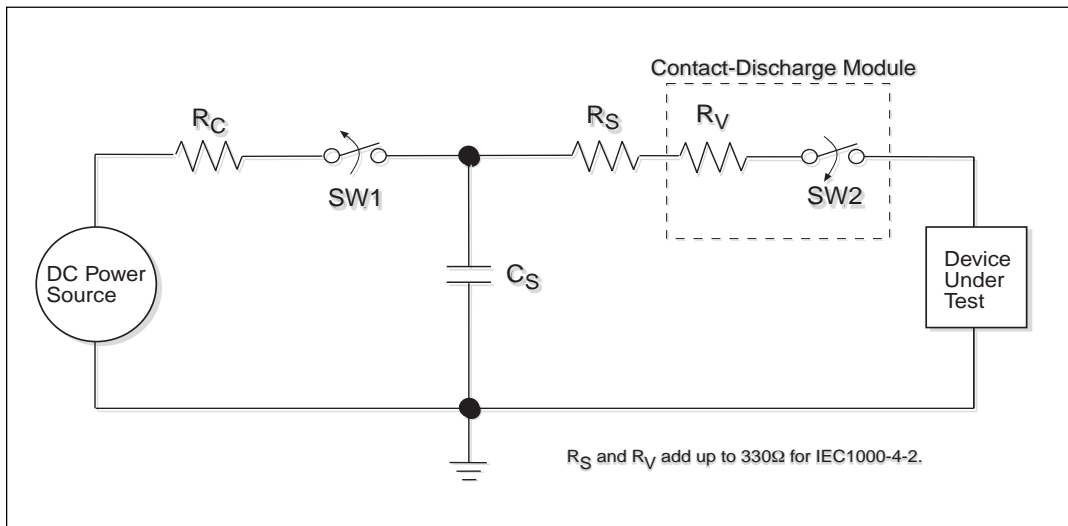 Contact-Discharge Module
RC
RS
RV
SW1
SW2
DC Power
Source
CS
Device
Under
Test
RS and RV add up to 330Ω for IEC1000-4-2.